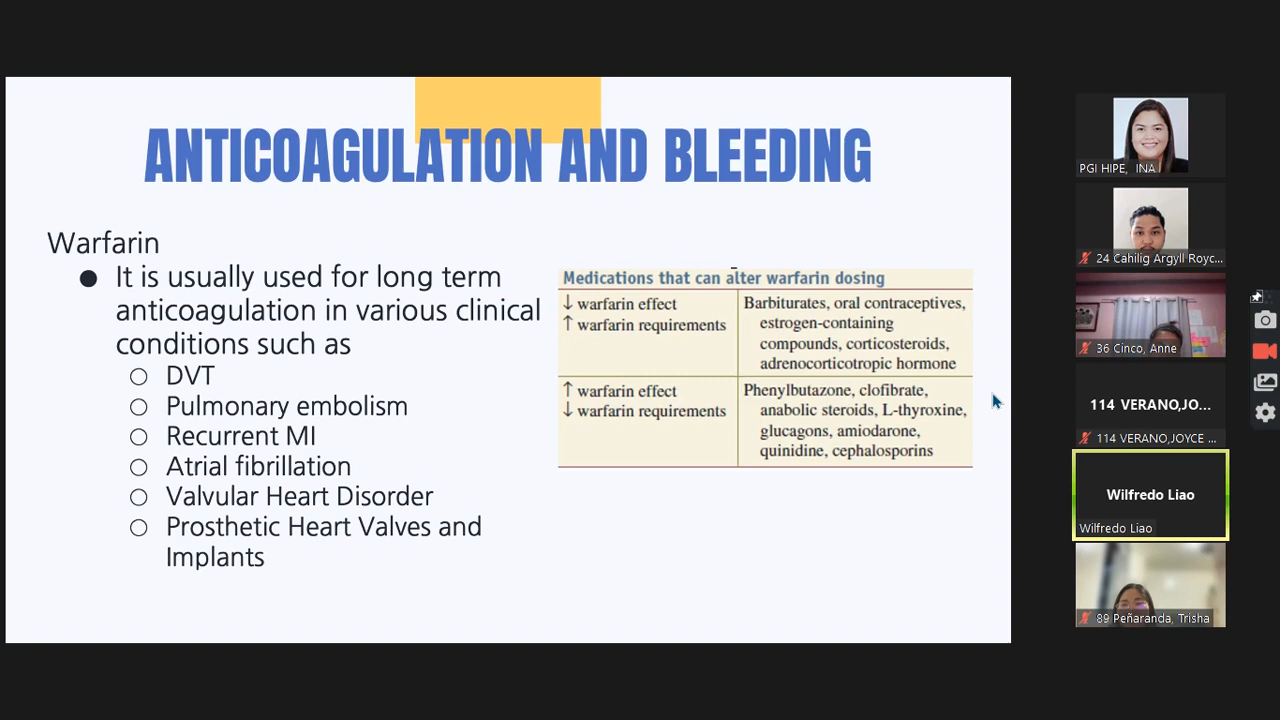 ANTICOAGULATION AND BLEEDING
Warfarin
● It is usually used for long term
anticoagulation in various clinical
conditions such as
○ DVT
○ Pulmonary embolism
○ Recurrent MI
○ Atrial fibrillation
○ Valvular Heart Disorder
○ Prosthetic Heart Valves and
Implants
Medications that can alter warfarin dosing
↓ warfarin effect
↑ warfarin requirements
Barbiturates, oral contraceptives,
estrogen-containing
compounds, corticosteroids,
adrenocorticotropic hormone
↑ warfarin effect
↓ warfarin requirements
Phenylbutazone, clofibrate,
anabolic steroids, L-thyroxine,
glucagons, amiodarone,
quinidine, cephalosporins
PGI HIPE, INA
24 Cahilig Argyll Royc...
36 Cinco, Anne
114 VERANO,JO...
114 VERANO,JOYCE ...
Wilfredo Liao
Wilfredo Liao
89 Peñaranda, Trisha